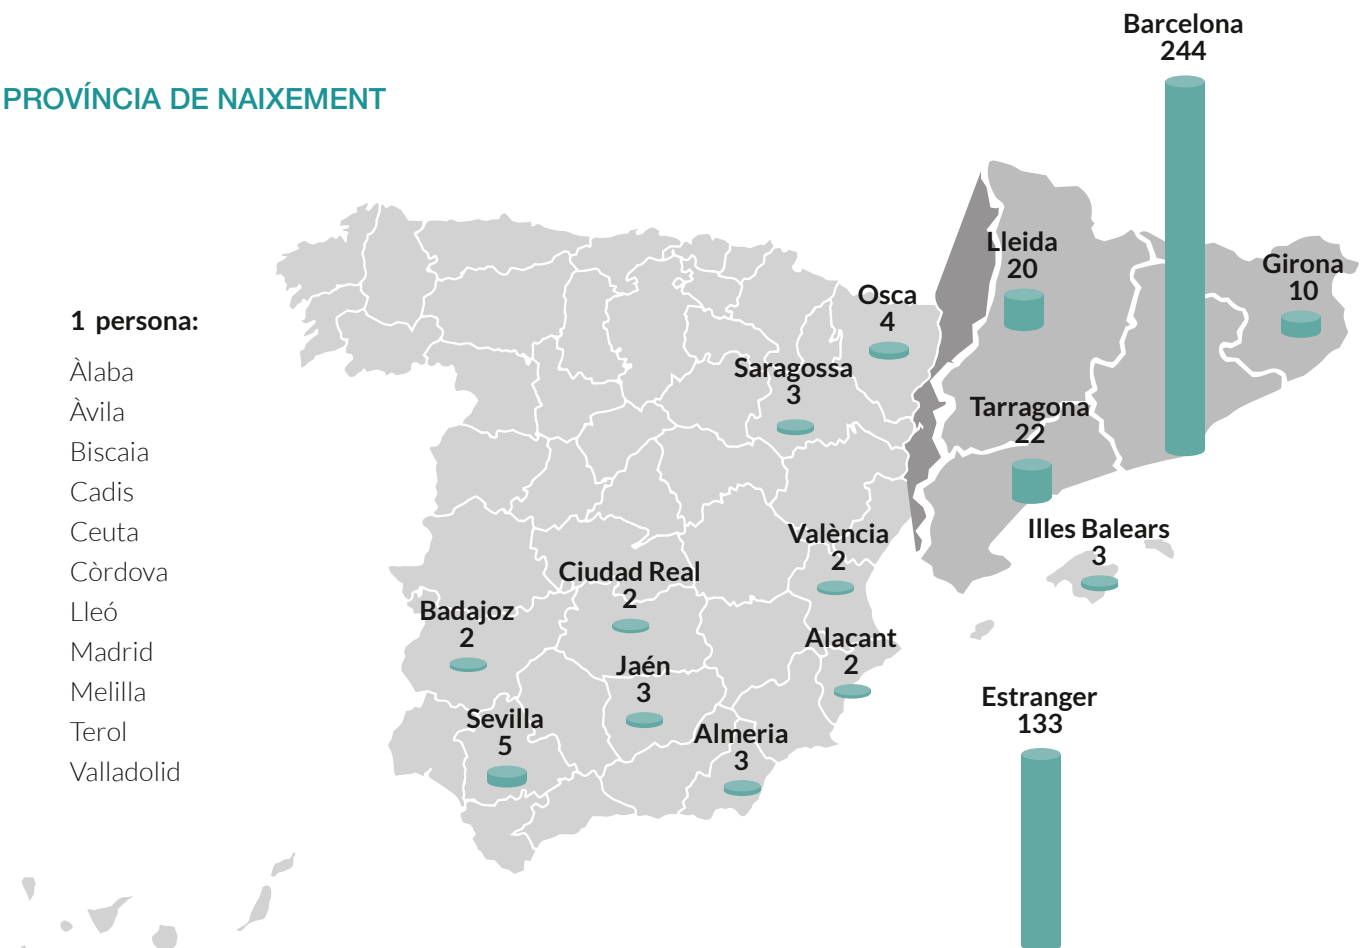 PROVÍNCIA DE NAIXEMENT
Barcelona
244
Lleida
20
Girona
10
Osca
4
Saragossa
3
Tarragona
22
1 persona:
Àlaba
Àvila
Biscaia
Cadis
Ceuta
Còrdova
Lleó
Madrid
Melilla
Terol
Valladolid
València
2
Illes Balears
3
Ciudad Real
2
Badajoz
2
Alacant
2
Jaén
3
Sevilla
5
Almeria
3
Estranger
133